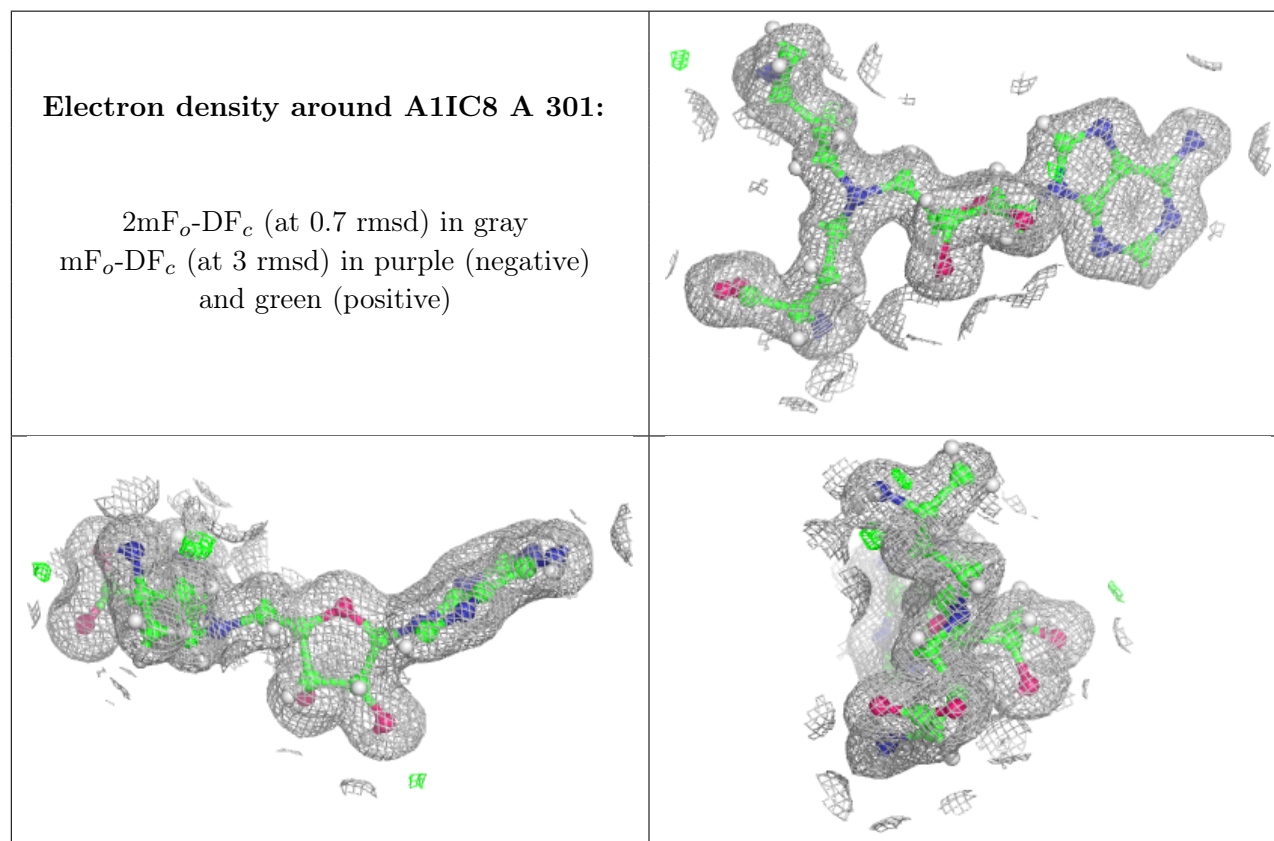 Electron density around A1IC8 A 301:
2mFo-DFc (at 0.7 rmsd) in gray
mFo-DFc (at 3 rmsd) in purple (negative)
and green (positive)